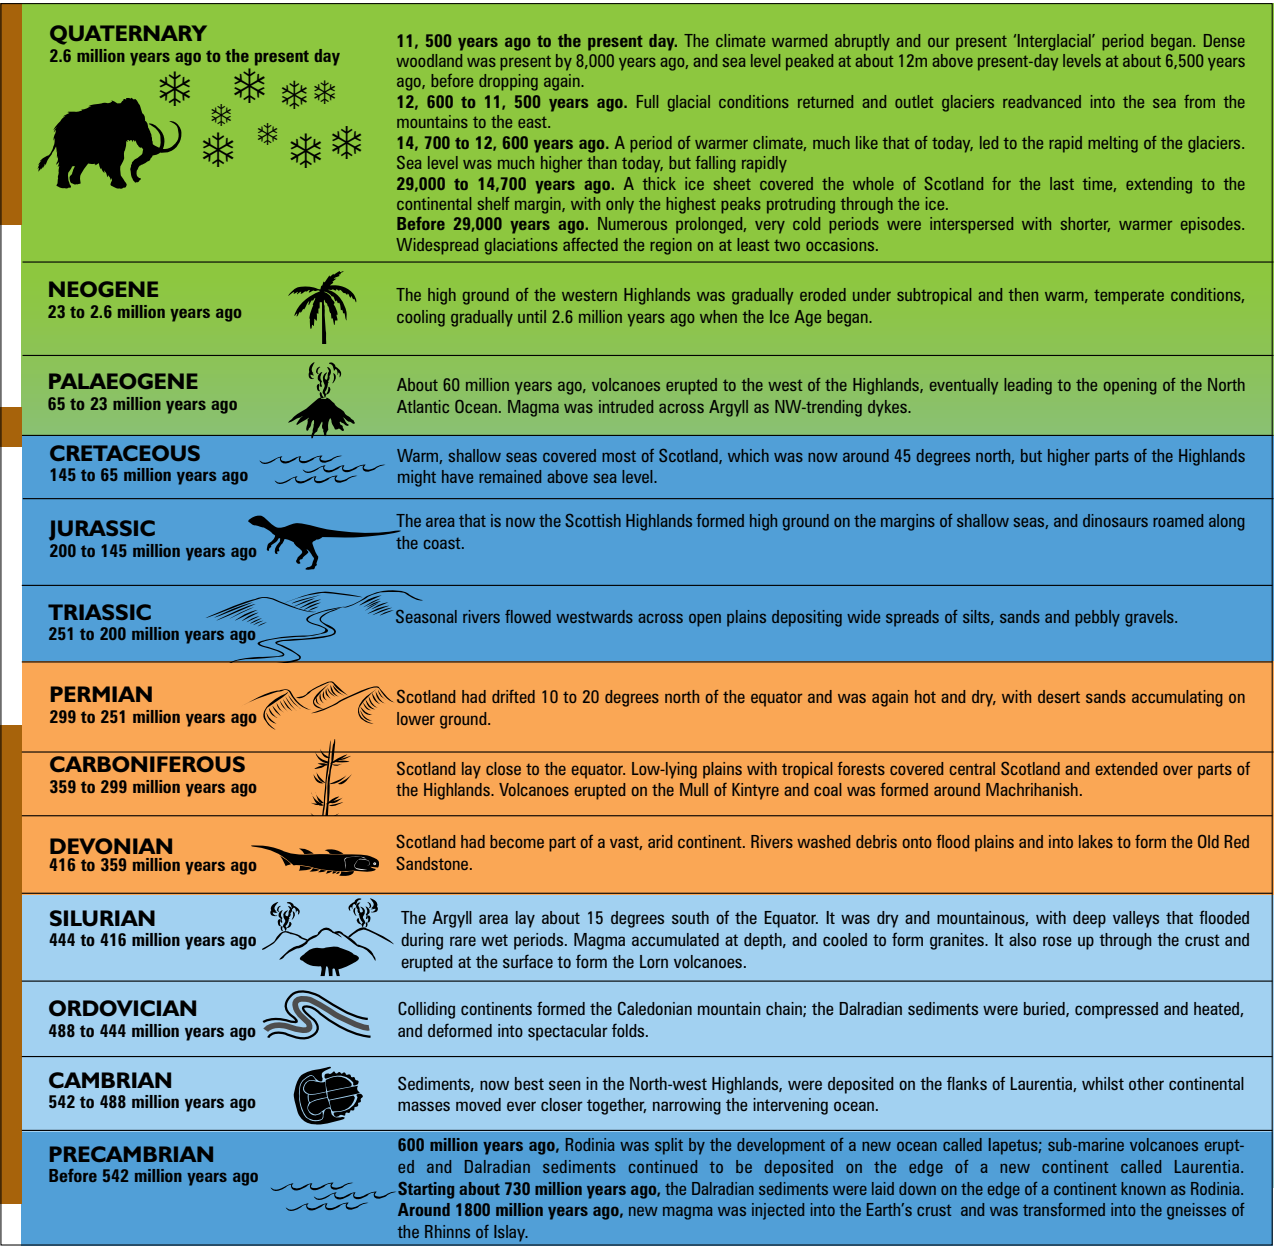 QUATERNARY
2.6 million years ago to the present day
11, 500 years ago to the present day. The climate warmed abruptly and our present ‘Interglacial’ period began. Dense
woodland was present by 8,000 years ago, and sea level peaked at about 12m above present-day levels at about 6,500 years
ago, before dropping again.
12, 600 to 11, 500 years ago. Full glacial conditions returned and outlet glaciers readvanced into the sea from the
mountains to the east.
14, 700 to 12, 600 years ago. A period of warmer climate, much like that of today, led to the rapid melting of the glaciers.
Sea level was much higher than today, but falling rapidly
29,000 to 14,700 years ago. A thick ice sheet covered the whole of Scotland for the last time, extending to the
continental shelf margin, with only the highest peaks protruding through the ice.
Before 29,000 years ago. Numerous prolonged, very cold periods were interspersed with shorter, warmer episodes.
Widespread glaciations affected the region on at least two occasions.
NEOGENE
23 to 2.6 million years ago
The high ground of the western Highlands was gradually eroded under subtropical and then warm, temperate conditions,
cooling gradually until 2.6 million years ago when the Ice Age began.
PALAEOGENE
65 to 23 million years ago
About 60 million years ago, volcanoes erupted to the west of the Highlands, eventually leading to the opening of the North
Atlantic Ocean. Magma was intruded across Argyll as NW-trending dykes.
CRETACEOUS
145 to 65 million years ago
Warm, shallow seas covered most of Scotland, which was now around 45 degrees north, but higher parts of the Highlands
might have remained above sea level.
JURASSIC
200 to 145 million years ago
The area that is now the Scottish Highlands formed high ground on the margins of shallow seas, and dinosaurs roamed along
the coast.
TRIASSIC
251 to 200 million years ago
Seasonal rivers flowed westwards across open plains depositing wide spreads of silts, sands and pebbly gravels.
PERMIAN
299 to 251 million years ago
Scotland had drifted 10 to 20 degrees north of the equator and was again hot and dry, with desert sands accumulating on
lower ground.
CARBONIFEROUS
359 to 299 million years ago
Scotland lay close to the equator. Low-lying plains with tropical forests covered central Scotland and extended over parts of
the Highlands. Volcanoes erupted on the Mull of Kintyre and coal was formed around Machrihanish.
DEVONIAN
416 to 359 million years ago
Scotland had become part of a vast, arid continent. Rivers washed debris onto flood plains and into lakes to form the Old Red
Sandstone.
SILURIAN
444 to 416 million years ago
The Argyll area lay about 15 degrees south of the Equator. It was dry and mountainous, with deep valleys that flooded
during rare wet periods. Magma accumulated at depth, and cooled to form granites. It also rose up through the crust and
erupted at the surface to form the Lorn volcanoes.
ORDOVICIAN
488 to 444 million years ago
Colliding continents formed the Caledonian mountain chain; the Dalradian sediments were buried, compressed and heated,
and deformed into spectacular folds.
CAMBRIAN
542 to 488 million years ago
Sediments, now best seen in the North-west Highlands, were deposited on the flanks of Laurentia, whilst other continental
masses moved ever closer together, narrowing the intervening ocean.
PRECAMBRIAN
Before 542 million years ago
600 million years ago, Rodinia was split by the development of a new ocean called Iapetus; sub-marine volcanoes erupt-
ed and Dalradian sediments continued to be deposited on the edge of a new continent called Laurentia.
Starting about 730 million years ago, the Dalradian sediments were laid down on the edge of a continent known as Rodinia.
Around 1800 million years ago, new magma was injected into the Earth’s crust and was transformed into the gneisses of
the Rhinns of Islay.